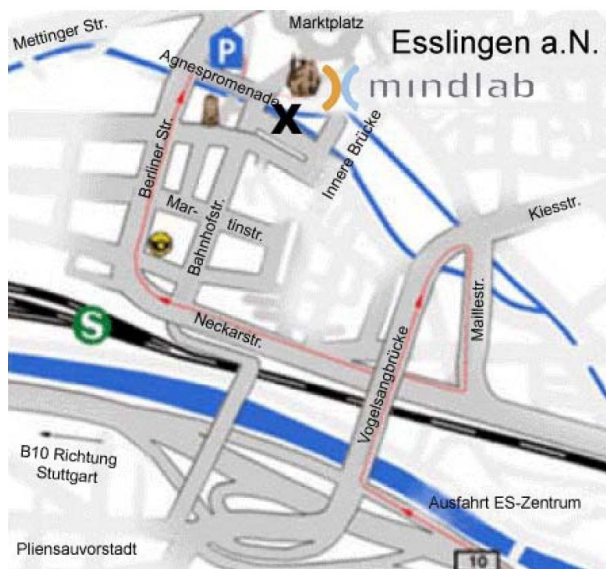 Mettinger Str.
Marktplatz
P
Esslingen a.N.
mindlab
Agnespromenade
X
Berliner Str.
Innere Brücke
Mar-
tinstr.
Bahnhofstr.
Kiesstr.
Neckarstr.
Maillestr.
S
Vogelsangbrücke
B10 Richtung
Stuttgart
Ausfahrt ES-Zentrum
Pliensauvorstadt
10